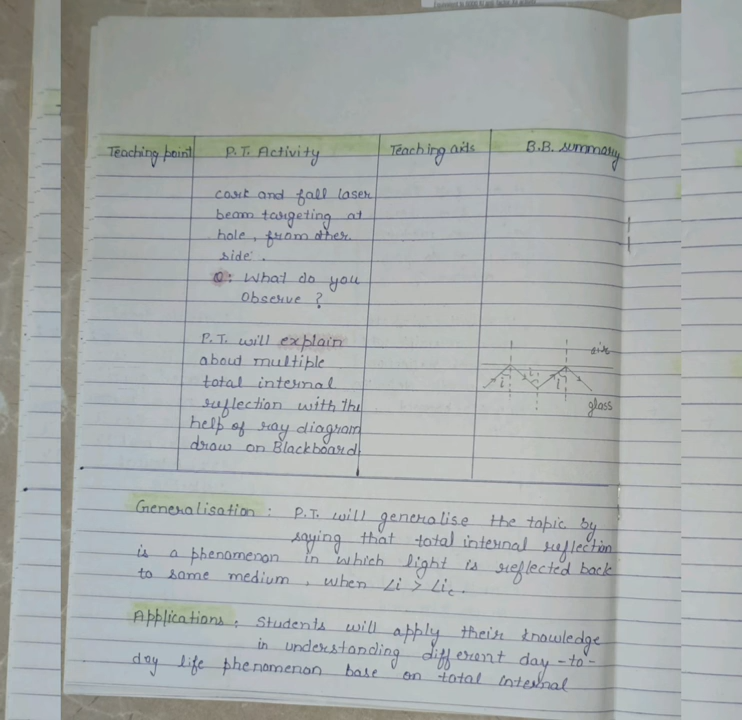 Teaching point P.T. Activity Teaching aids B.B. summary
cork and fall laser
beam targeting at
hole, from other
side.
Q: What do you
observe ?
P.T. will explain
about multiple
total internal
reflection with the
help of ray diagram
draw on Blackboard
air
i i i
glass
Generalisation : P.T. will generalise the topic by
saying that total internal reflection
is a phenomenon in which light is reflected back
to same medium, when ∠i > ∠ic.
Applications : Students will apply their knowledge
in understanding different day-to-
day life phenomenon base on total internal